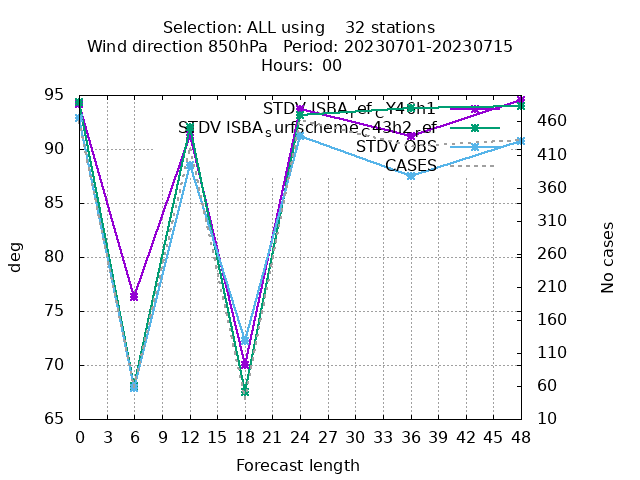 Selection: ALL using    32 stations
Wind direction 850hPa   Period: 20230701-20230715
Hours:  00
95
90
85
80
75
70
65
deg
STDV ISBA_ref_CY46h1
STDV ISBA_surfscheme_C43h2_ref
STDV OBS
CASES
460
410
360
310
260
210
160
110
60
10
No cases
0 3 6 9 12 15 18 21 24 27 30 33 36 39 42 45 48
Forecast length